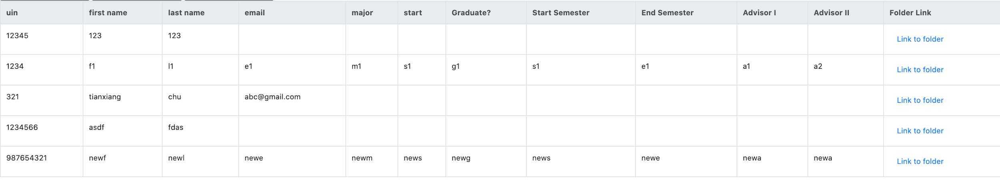 uin first name last name email major start Graduate? Start Semester End Semester Advisor I Advisor II Folder Link
12345 123 123 Link to folder
1234 f1 l1 e1 m1 s1 g1 s1 e1 a1 a2 Link to folder
321 tianxiang chu abc@gmail.com Link to folder
1234566 asdf fdas Link to folder
987654321 newf newl newe newm news newg news newe newa newa Link to folder